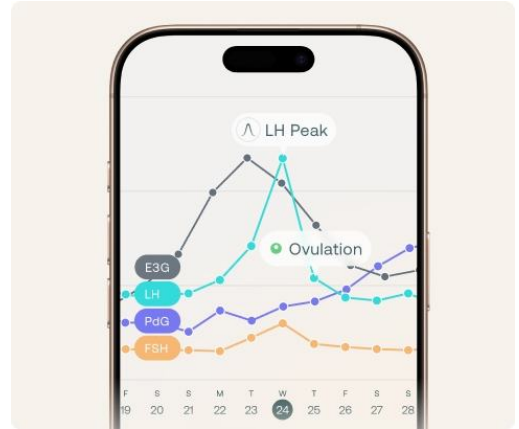 LH Peak
Ovulation
E3G
LH
PdG
FSH
F S S M T W T F S S
19 20 21 22 23 24 25 26 27 28